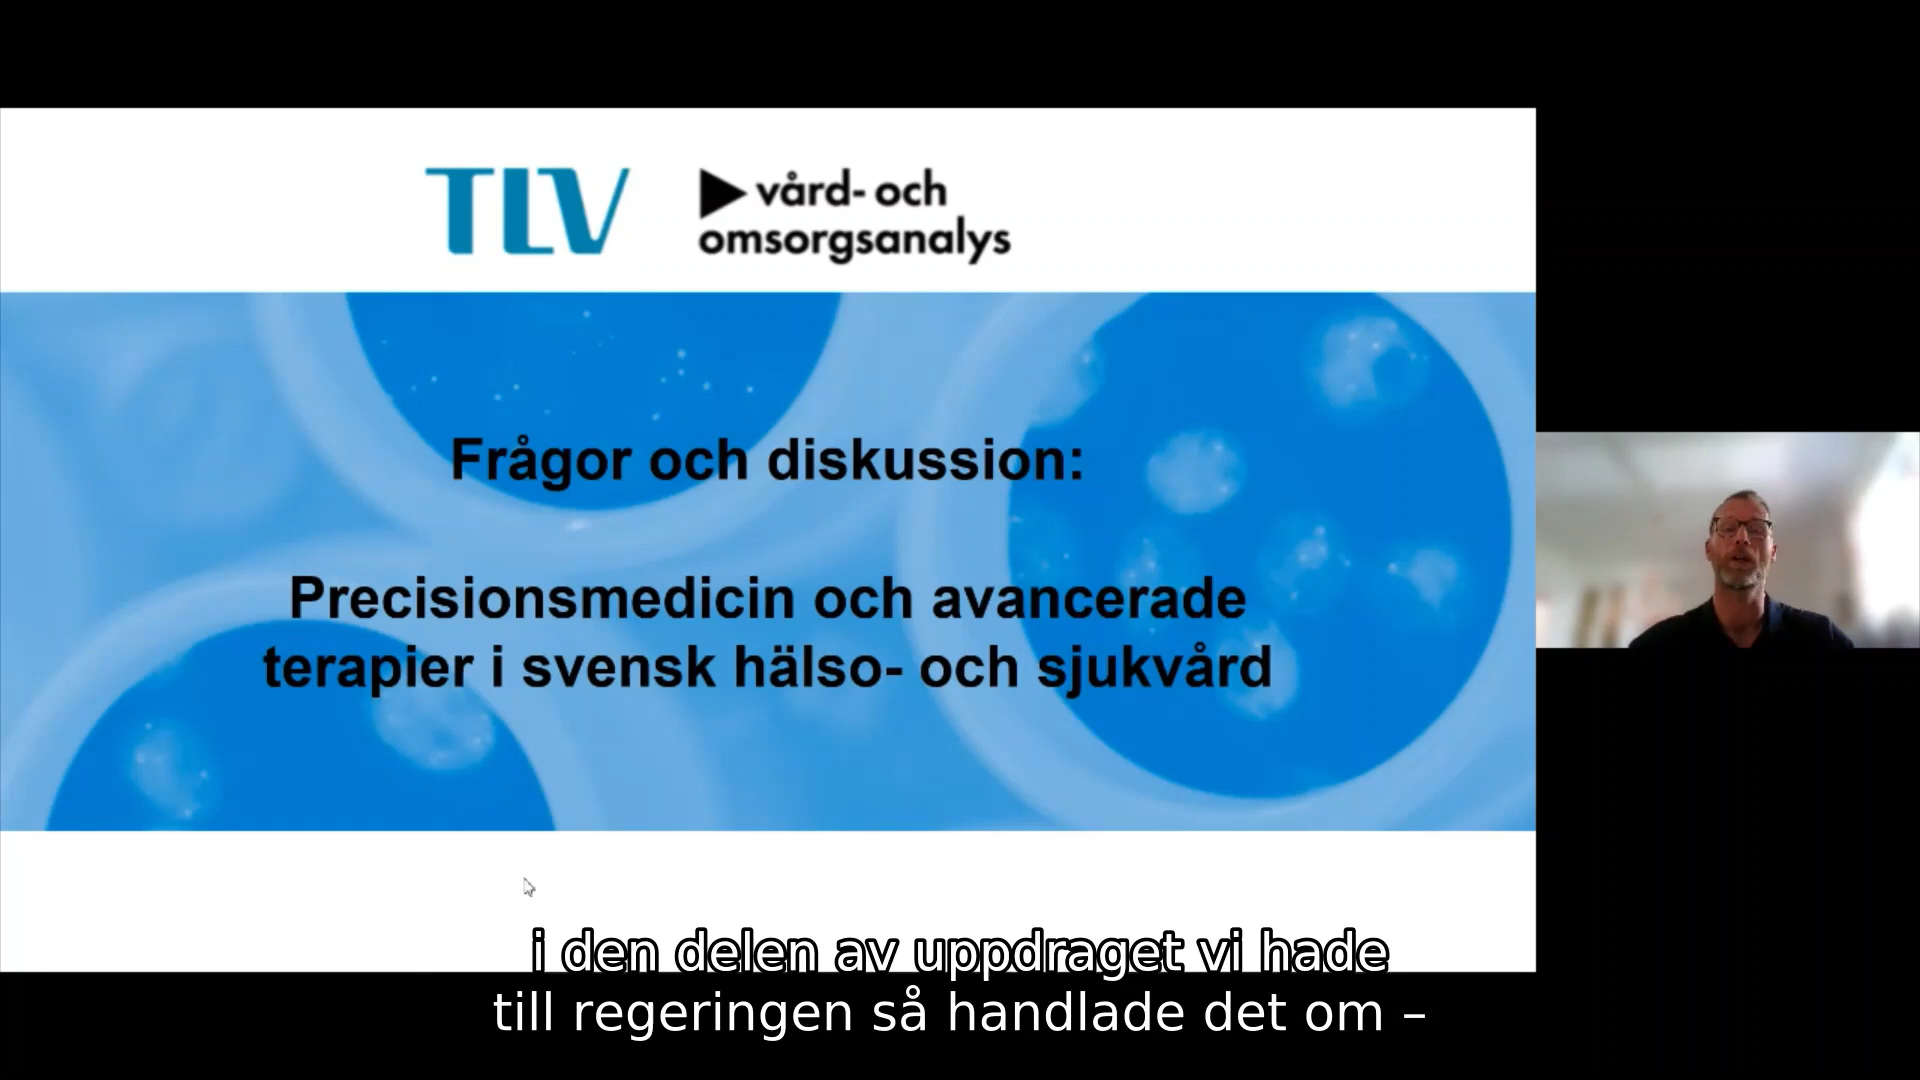 TLV
vård- och
omsorgsanalys
Frågor och diskussion:
Precisionsmedicin och avancerade
terapier i svensk hälso- och sjukvård
i den delen av uppdraget vi hade
till regeringen så handlade det om –